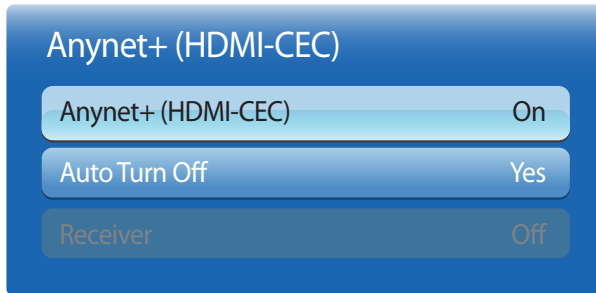 Anynet+ (HDMI-CEC)
Anynet+ (HDMI-CEC) On
Auto Turn Off Yes
Receiver Off